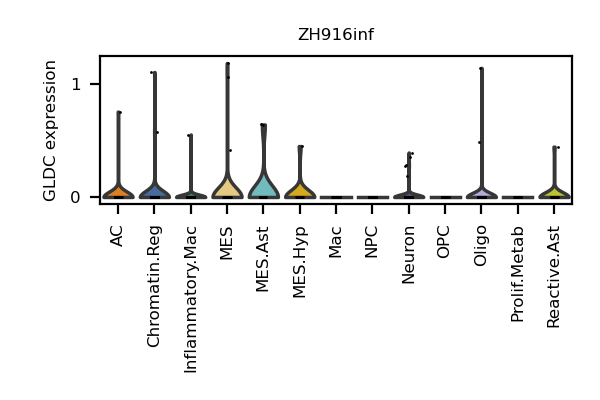 ZH916inf
GLDC expression
1
0
AC
Chromatin.Reg
Inflammatory.Mac
MES
MES.Ast
MES.Hyp
Mac
NPC
Neuron
OPC
Oligo
Prolif.Metab
Reactive.Ast